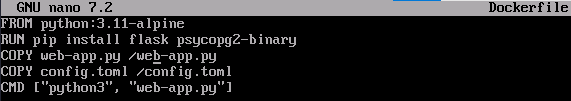 GNU nano 7.2 Dockerfile
FROM python:3.11-alpine
RUN pip install flask psycopg2-binary
COPY web-app.py /web-app.py
COPY config.toml /config.toml
CMD ["python3", "web-app.py"]